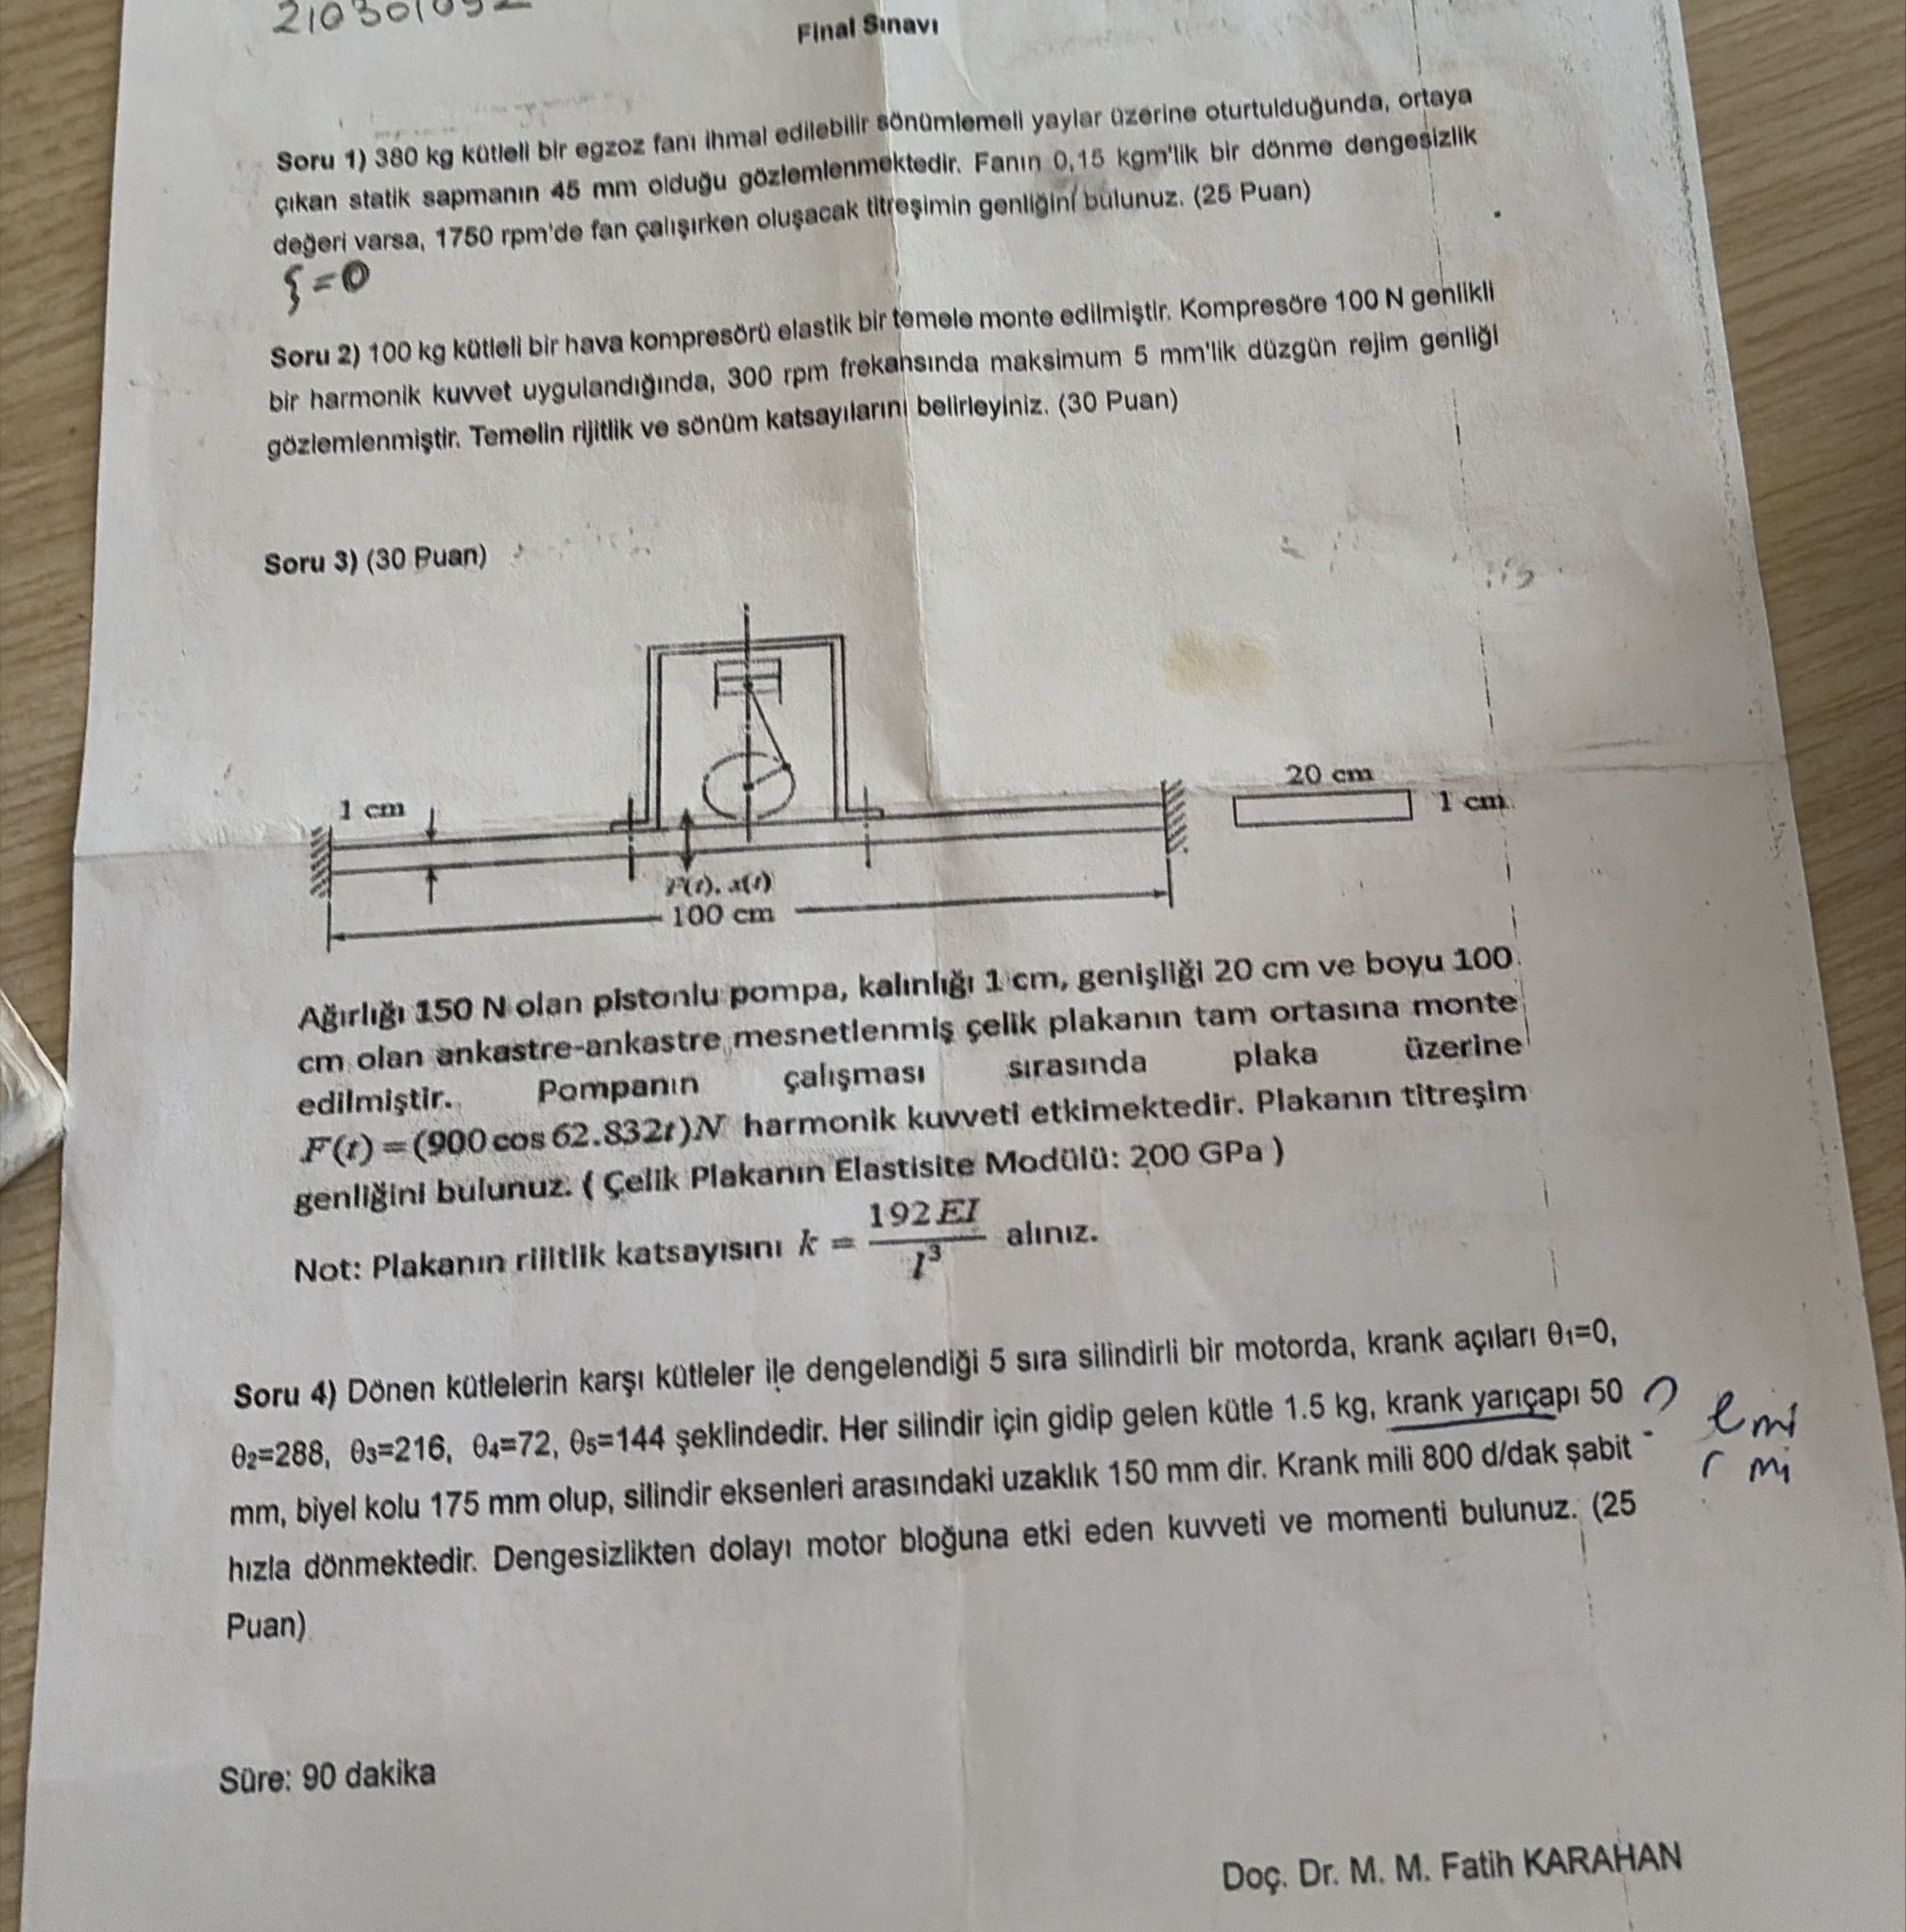 Final Sınavı
Soru 1) 380 kg kütleli bir egzoz fanı ihmal edilebilir sönümlemeli yaylar üzerine oturtulduğunda, ortaya
çıkan statik sapmanın 45 mm olduğu gözlemlenmektedir. Fanın 0,15 kgm'lik bir dönme dengesizlik
değeri varsa, 1750 rpm'de fan çalışırken oluşacak titreşimin genliğini bulunuz. (25 Puan)
ξ=0
Soru 2) 100 kg kütleli bir hava kompresörü elastik bir temele monte edilmiştir. Kompresöre 100 N genlikli
bir harmonik kuvvet uygulandığında, 300 rpm frekansında maksimum 5 mm'lik düzgün rejim genliği
gözlemlenmiştir. Temelin rijitlik ve sönüm katsayılarını belirleyiniz. (30 Puan)
Soru 3) (30 Puan)
20 cm
1 cm
1 cm
F(t), x(t)
100 cm
Ağırlığı 150 N olan pistonlu pompa, kalınlığı 1 cm, genişliği 20 cm ve boyu 100
cm olan ankastre-ankastre mesnetlenmiş çelik plakanın tam ortasına monte
edilmiştir. Pompanın çalışması sırasında plaka üzerine
F(t) = (900 cos 62.832t)N harmonik kuvveti etkimektedir. Plakanın titreşim
genliğini bulunuz. ( Çelik Plakanın Elastisite Modülü: 200 GPa )
Not: Plakanın rijitlik katsayısını k = 192 EI / l³ alınız.
Soru 4) Dönen kütlelerin karşı kütleler ile dengelendiği 5 sıra silindirli bir motorda, krank açıları θ₁=0,
θ₂=288, θ₃=216, θ₄=72, θ₅=144 şeklindedir. Her silindir için gidip gelen kütle 1.5 kg, krank yarıçapı 50 ?
l mi
mm, biyel kolu 175 mm olup, silindir eksenleri arasındaki uzaklık 150 mm dir. Krank mili 800 d/dak şabit
r mi
hızla dönmektedir. Dengesizlikten dolayı motor bloğuna etki eden kuvveti ve momenti bulunuz. (25
Puan)
Süre: 90 dakika
Doç. Dr. M. M. Fatih KARAHAN